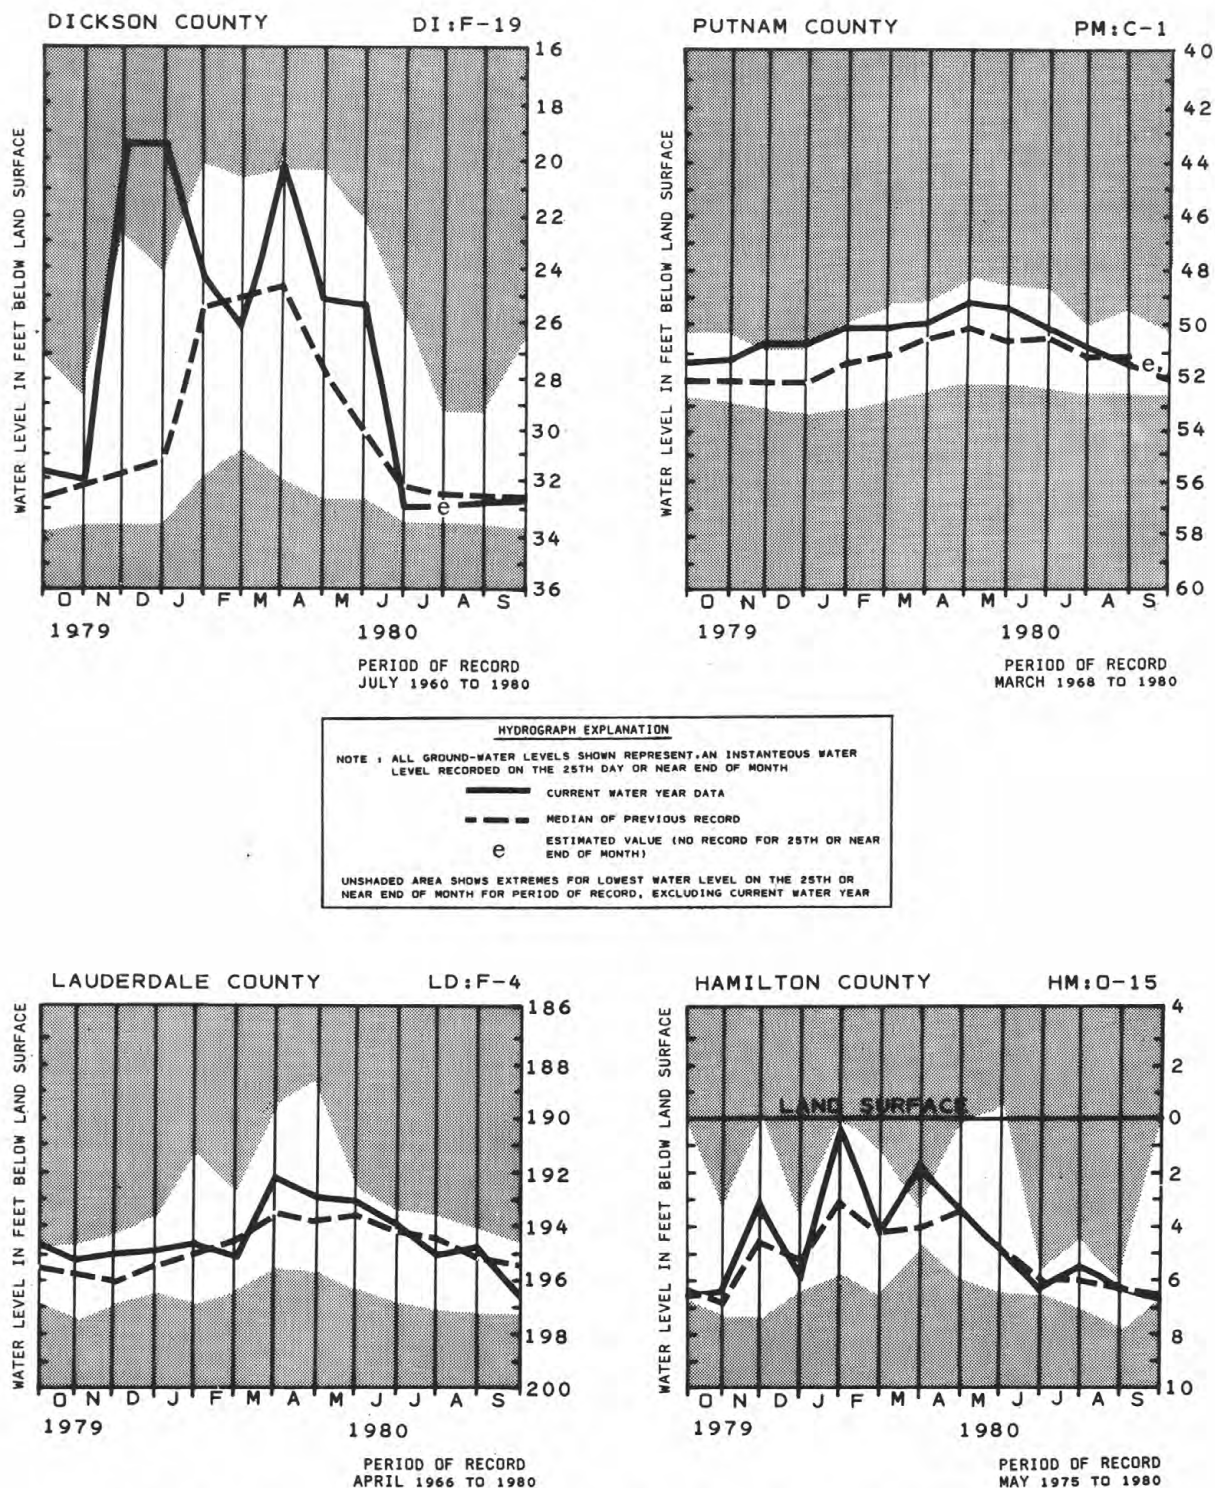 DICKSON COUNTY DI:F-19
WATER LEVEL IN FEET BELOW LAND SURFACE
16
18
20
22
24
26
28
30
32
34
36
e
O N D J F M A M J J A S
1979 1980
PERIOD OF RECORD
JULY 1960 TO 1980
PUTNAM COUNTY PM:C-1
WATER LEVEL IN FEET BELOW LAND SURFACE
40
42
44
46
48
50
52
54
56
58
60
e
O N D J F M A M J J A S
1979 1980
PERIOD OF RECORD
MARCH 1968 TO 1980
HYDROGRAPH EXPLANATION
NOTE : ALL GROUND-WATER LEVELS SHOWN REPRESENT.AN INSTANTEOUS WATER
LEVEL RECORDED ON THE 25TH DAY OR NEAR END OF MONTH
CURRENT WATER YEAR DATA
MEDIAN OF PREVIOUS RECORD
e ESTIMATED VALUE (NO RECORD FOR 25TH OR NEAR
END OF MONTH)
UNSHADED AREA SHOWS EXTREMES FOR LOWEST WATER LEVEL ON THE 25TH OR
NEAR END OF MONTH FOR PERIOD OF RECORD, EXCLUDING CURRENT WATER YEAR
LAUDERDALE COUNTY LD:F-4
WATER LEVEL IN FEET BELOW LAND SURFACE
186
188
190
192
194
196
198
200
O N D J F M A M J J A S
1979 1980
PERIOD OF RECORD
APRIL 1966 TO 1980
HAMILTON COUNTY HM:O-15
WATER LEVEL IN FEET BELOW LAND SURFACE
4
2
0
2
4
6
8
10
LAND SURFACE
O N D J F M A M J J A S
1979 1980
PERIOD OF RECORD
MAY 1975 TO 1980